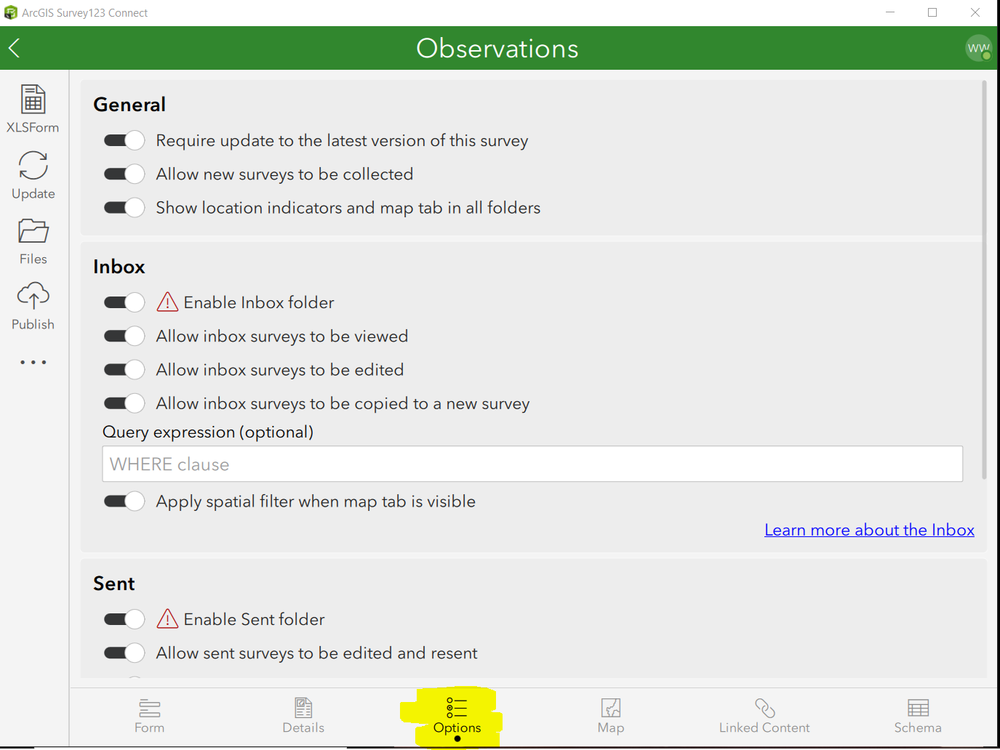 ArcGIS Survey123 Connect
Observations
WW
XLSForm
Update
Files
Publish
General
Require update to the latest version of this survey
Allow new surveys to be collected
Show location indicators and map tab in all folders
Inbox
Enable Inbox folder
Allow inbox surveys to be viewed
Allow inbox surveys to be edited
Allow inbox surveys to be copied to a new survey
Query expression (optional)
WHERE clause
Apply spatial filter when map tab is visible
Learn more about the Inbox
Sent
Enable Sent folder
Allow sent surveys to be edited and resent
Form
Details
Options
Map
Linked Content
Schema